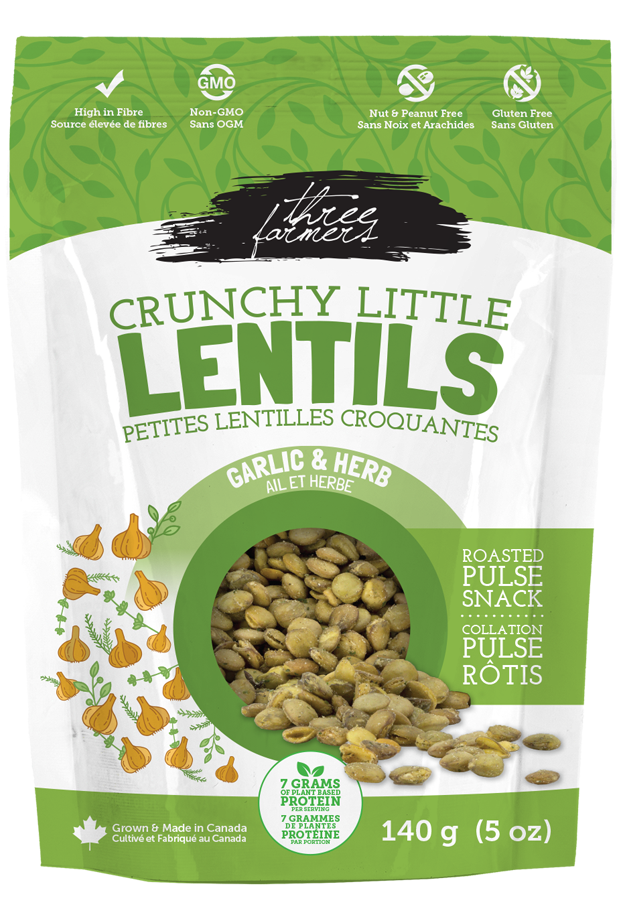 High in Fibre
Source élevée de fibres
GMO
Non-GMO
Sans OGM
Nut & Peanut Free
Sans Noix et Arachides
Gluten Free
Sans Gluten
three
farmers
CRUNCHY LITTLE
LENTILS
PETITES LENTILLES CROQUANTES
GARLIC & HERB
AIL ET HERBE
ROASTED
PULSE
SNACK
COLLATION
PULSE
RÔTIS
7 GRAMS
OF PLANT BASED
PROTEIN
PER SERVING
7 GRAMMES
DE PLANTES
PROTÉINE
PAR PORTION
Grown & Made in Canada
Cultivé et Fabriqué au Canada
140 g (5 oz)